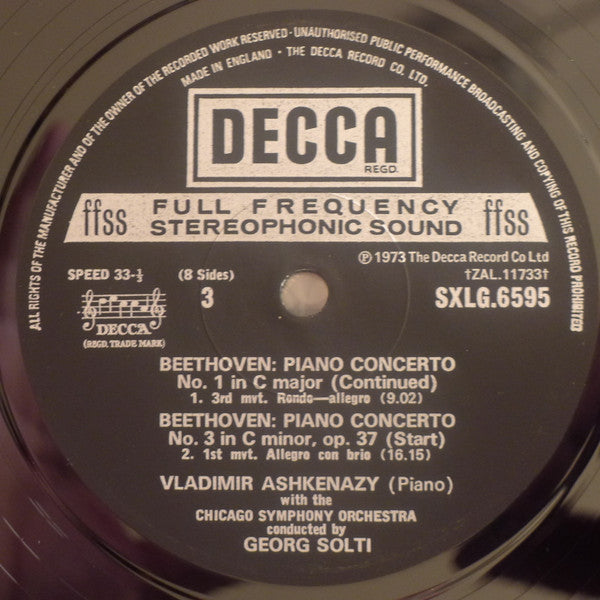 ALL RIGHTS OF THE MANUFACTURER AND OF THE OWNER OF THE RECORDED WORK RESERVED · UNAUTHORISED PUBLIC PERFORMANCE BROADCASTING AND COPYING OF THIS RECORD PROHIBITED
MADE IN ENGLAND · THE DECCA RECORD CO. LTD.
DECCA
REGD.
ffss FULL FREQUENCY STEREOPHONIC SOUND ffss
Ⓟ 1973 The Decca Record Co Ltd
SPEED 33-⅓ (8 Sides) †ZAL.11733†
3 SXLG.6595
DECCA
(REGD. TRADE MARK)
BEETHOVEN: PIANO CONCERTO
No. 1 in C major (Continued)
1. 3rd mvt. Rondo—allegro (9.02)
BEETHOVEN: PIANO CONCERTO
No. 3 in C minor, op. 37 (Start)
2. 1st mvt. Allegro con brio (16.15)
VLADIMIR ASHKENAZY (Piano)
with the
CHICAGO SYMPHONY ORCHESTRA
conducted by
GEORG SOLTI